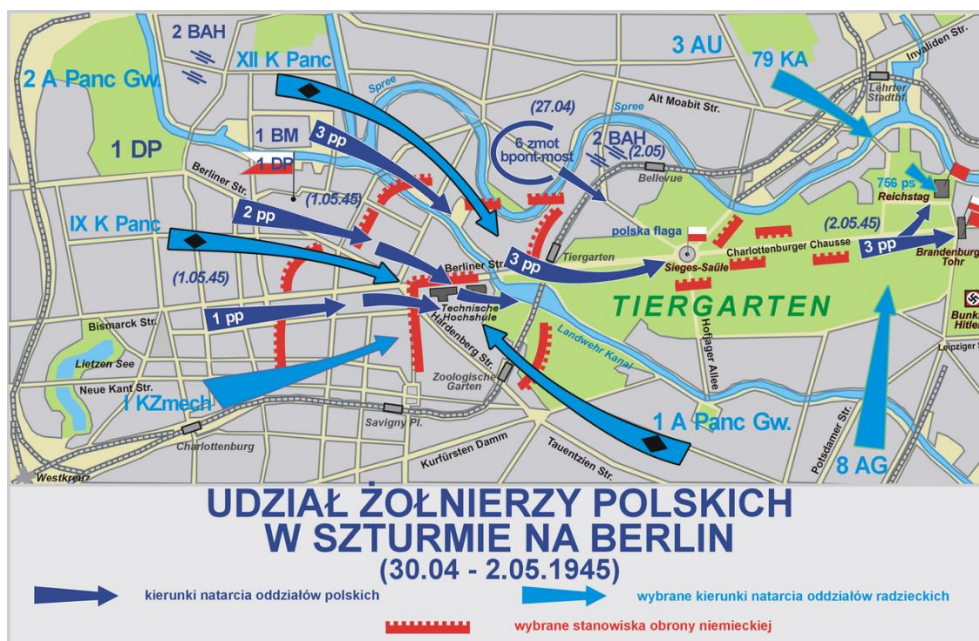 2 BAH
XII K Panc
3 AU
79 KA
Invaliden Str.
2 A Panc Gw.
Lehrter
Stadtbf.
Spree
(27.04)
Spree
Alt Moabit Str.
1 DP
1 BM
3 pp
6 zmot
bpont-most
2 BAH
(2.05)
1 DP
Berliner Str.
Bellevue
756 ps
Reichstag
(1.05.45)
2 pp
IX K Panc
polska flaga
(2.05.45)
3 pp
Charlottenburger Chausse
Brandenburg
Tohr
Tiergarten
Berliner Str.
3 pp
Sieges-Saüle
(1.05.45)
TIERGARTEN
1 pp
Technische
Hochshule
Bunk
Hitle
Bismarck Str.
Hardenberg Str.
Landwehr Kanal
Hofjager Allee
Leipziger S
Lietzen See
Neue Kant Str.
I KZmech
Zoologische
Garten
Savigny Pl.
1 A Panc Gw.
Charlottenburg
Kurfürsten Damm
Tauentzien Str.
Potsdamer Str.
8 AG
Westkreuz
UDZIAŁ ŻOŁNIERZY POLSKICH
W SZTURMIE NA BERLIN
(30.04 - 2.05.1945)
kierunki natarcia oddziałów polskich
wybrane kierunki natarcia oddziałów radzieckich
wybrane stanowiska obrony niemieckiej